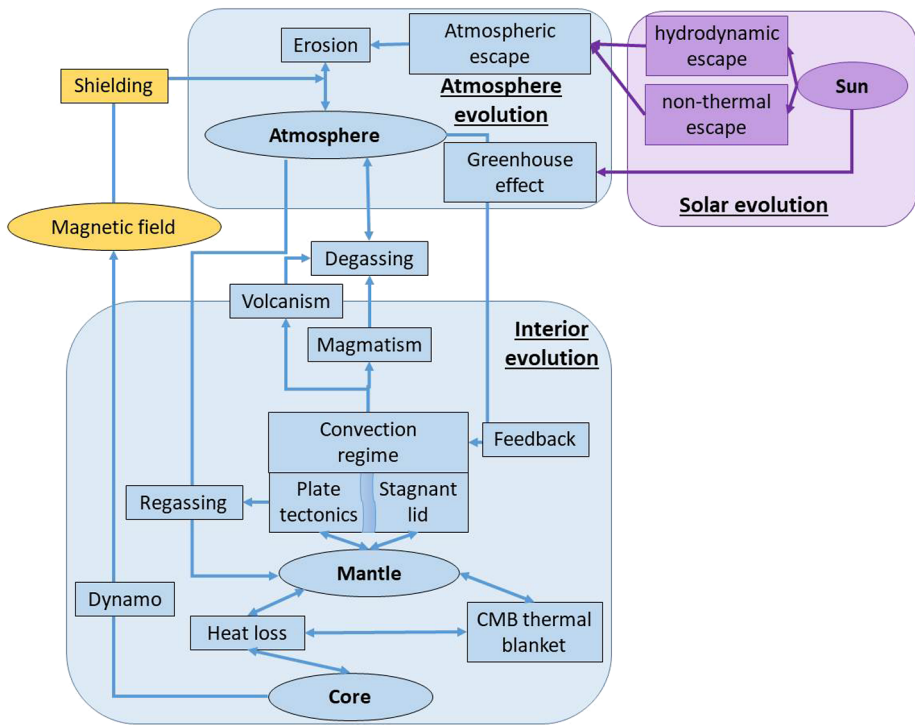 Erosion
Atmospheric
escape
hydrodynamic
escape
Shielding
Atmosphere
evolution
Sun
non-thermal
escape
Atmosphere
Greenhouse
effect
Solar evolution
Magnetic field
Degassing
Volcanism
Interior
evolution
Magmatism
Convection
regime
Feedback
Plate
tectonics
Stagnant
lid
Regassing
Mantle
Dynamo
Heat loss
CMB thermal
blanket
Core